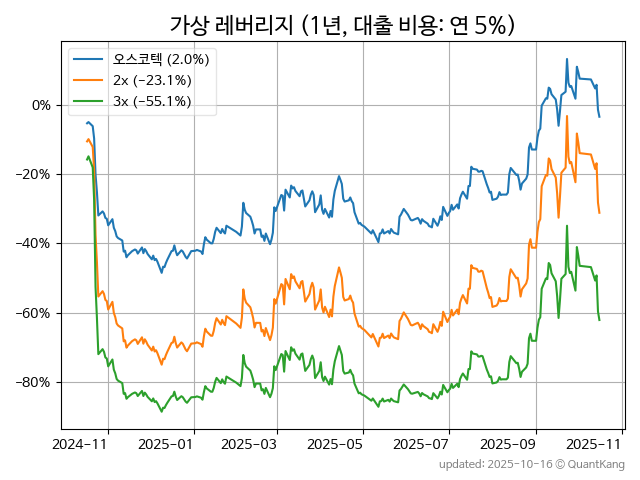 가상 레버리지 (1년, 대출 비용: 연 5%)
오스코텍 (2.0%)
2x (−23.1%)
3x (−55.1%)
0%
−20%
−40%
−60%
−80%
2024−11 2025−01 2025−03 2025−05 2025−07 2025−09 2025−11
updated: 2025-10-16 © QuantKang